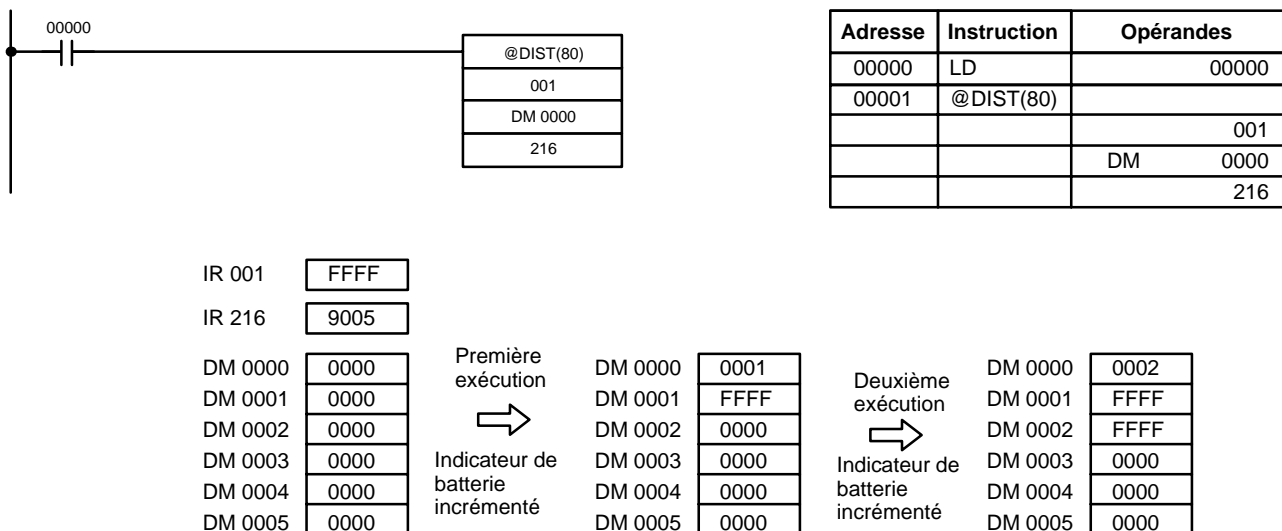 00000
@DIST(80)
001
DM 0000
216
Adresse Instruction Opérandes
00000 LD 00000
00001 @DIST(80)
001
DM 0000
216
IR 001 FFFF
IR 216 9005
DM 0000 0000
DM 0001 0000
DM 0002 0000
DM 0003 0000
DM 0004 0000
DM 0005 0000
Première
exécution
Indicateur de
batterie
incrémenté
DM 0000 0001
DM 0001 FFFF
DM 0002 0000
DM 0003 0000
DM 0004 0000
DM 0005 0000
Deuxième
exécution
Indicateur de
batterie
incrémenté
DM 0000 0002
DM 0001 FFFF
DM 0002 FFFF
DM 0003 0000
DM 0004 0000
DM 0005 0000